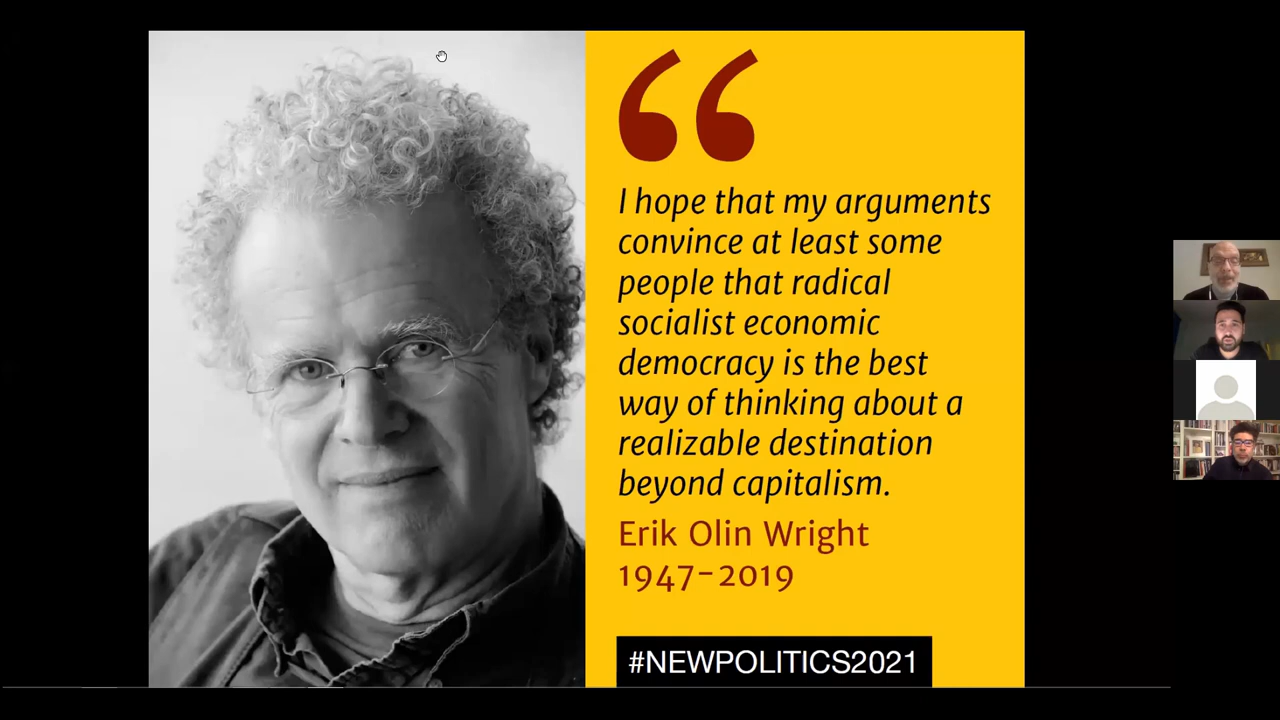 I hope that my arguments
convince at least some
people that radical
socialist economic
democracy is the best
way of thinking about a
realizable destination
beyond capitalism.
Erik Olin Wright
1947-2019
#NEWPOLITICS2021